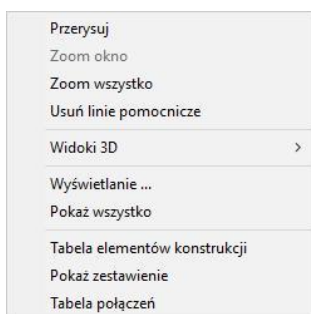 Przerysuj
Zoom okno
Zoom wszystko
Usuń linie pomocnicze
Widoki 3D
Wyświetlanie ...
Pokaż wszystko
Tabela elementów konstrukcji
Pokaż zestawienie
Tabela połączeń